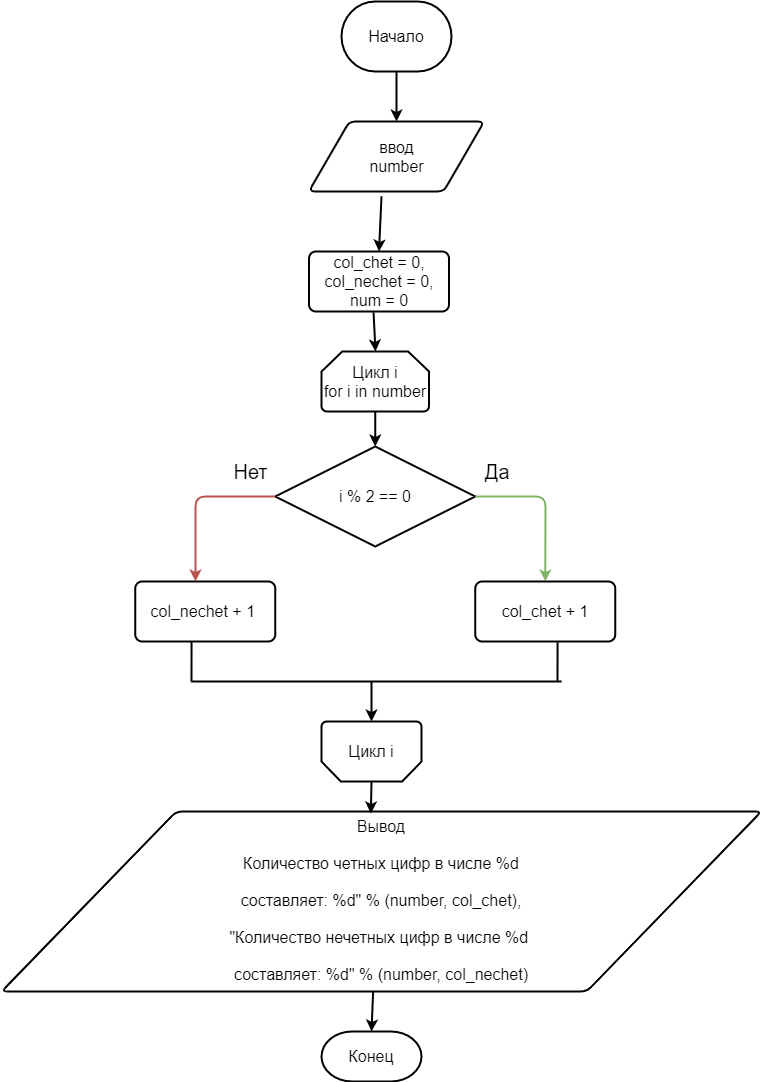 Начало
ввод
number
col_chet = 0,
col_nechet = 0,
num = 0
Цикл i
for i in number
Нет
Да
i % 2 == 0
col_nechet + 1
col_chet + 1
Цикл i
Вывод
Количество четных цифр в числе %d
составляет: %d" % (number, col_chet),
"Количество нечетных цифр в числе %d
составляет: %d" % (number, col_nechet)
Конец